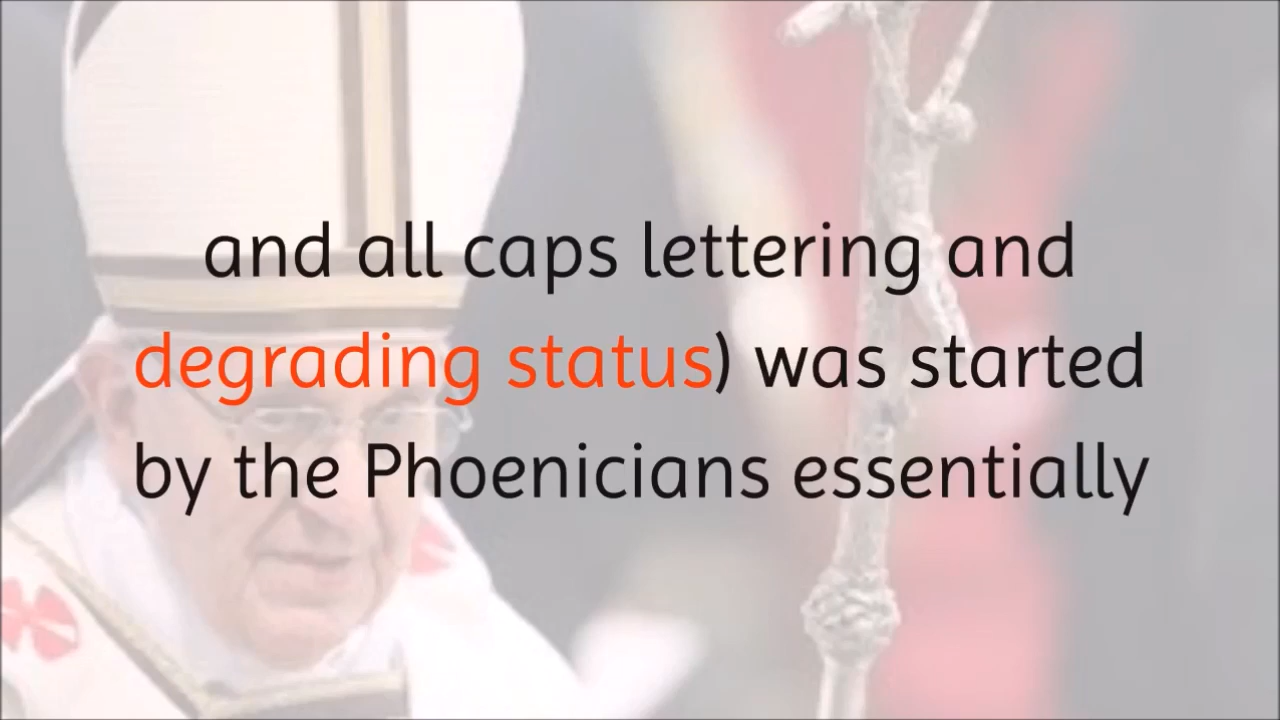 and all caps lettering and
degrading status) was started
by the Phoenicians essentially